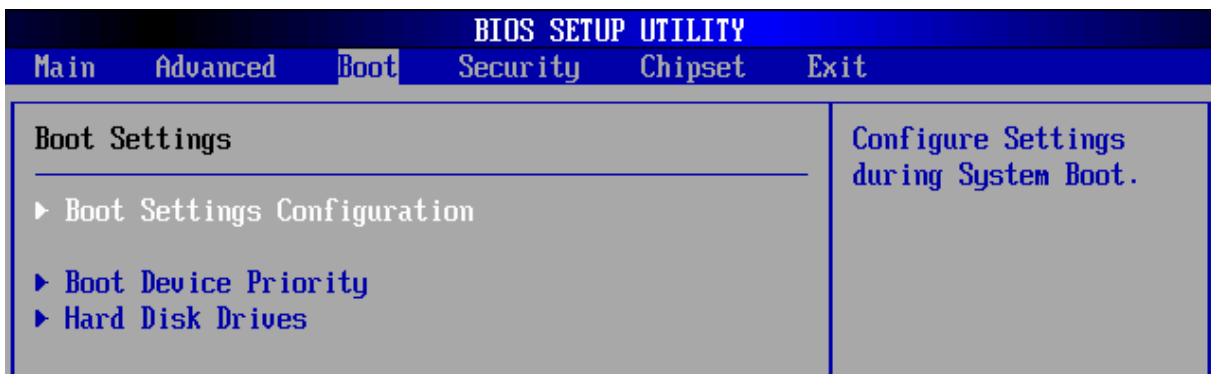 BIOS SETUP UTILITY
Main Advanced Boot Security Chipset Exit
Boot Settings
▶ Boot Settings Configuration
▶ Boot Device Priority
▶ Hard Disk Drives
Configure Settings
during System Boot.